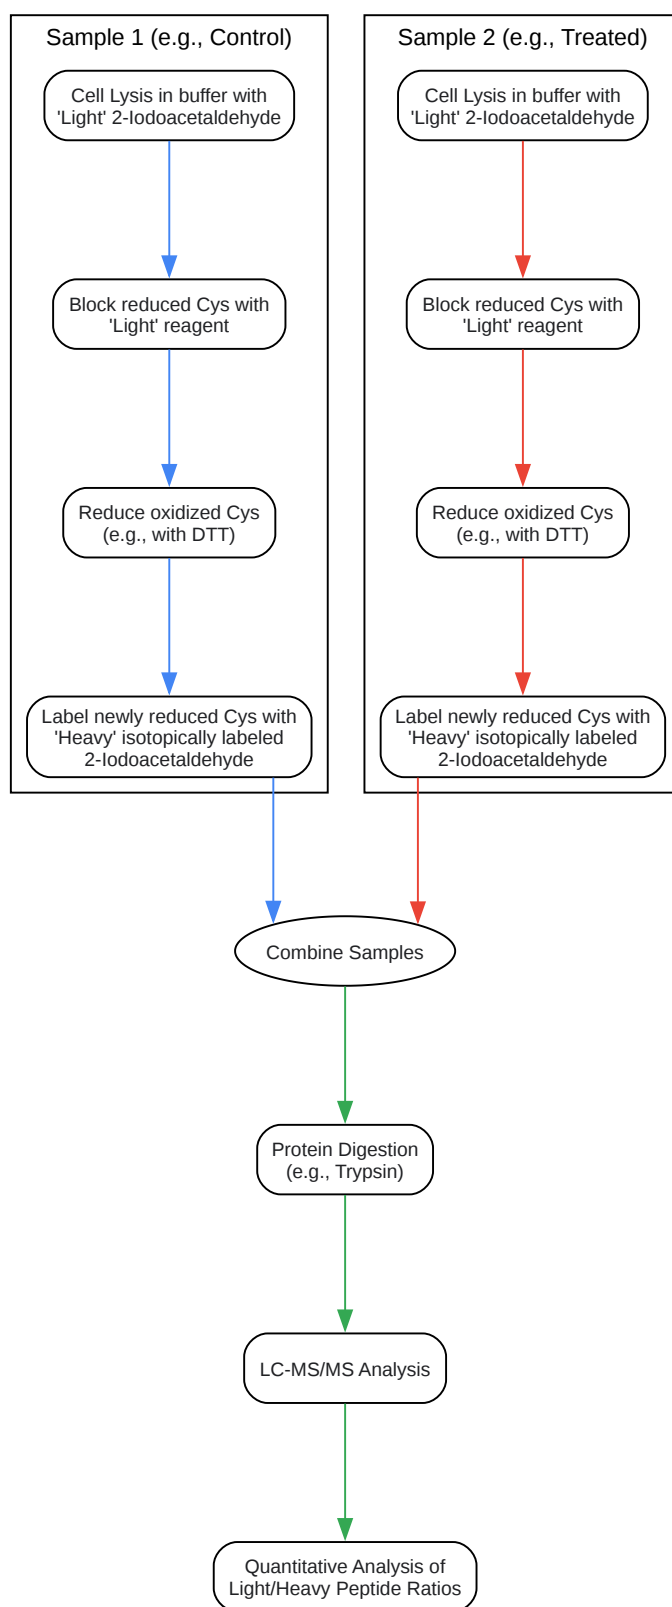 Sample 1 (e.g., Control)
Cell Lysis in buffer with
'Light' 2-Iodoacetaldehyde
Block reduced Cys with
'Light' reagent
Reduce oxidized Cys
(e.g., with DTT)
Label newly reduced Cys with
'Heavy' isotopically labeled
2-Iodoacetaldehyde
Sample 2 (e.g., Treated)
Cell Lysis in buffer with
'Light' 2-Iodoacetaldehyde
Block reduced Cys with
'Light' reagent
Reduce oxidized Cys
(e.g., with DTT)
Label newly reduced Cys with
'Heavy' isotopically labeled
2-Iodoacetaldehyde
Combine Samples
Protein Digestion
(e.g., Trypsin)
LC-MS/MS Analysis
Quantitative Analysis of
Light/Heavy Peptide Ratios